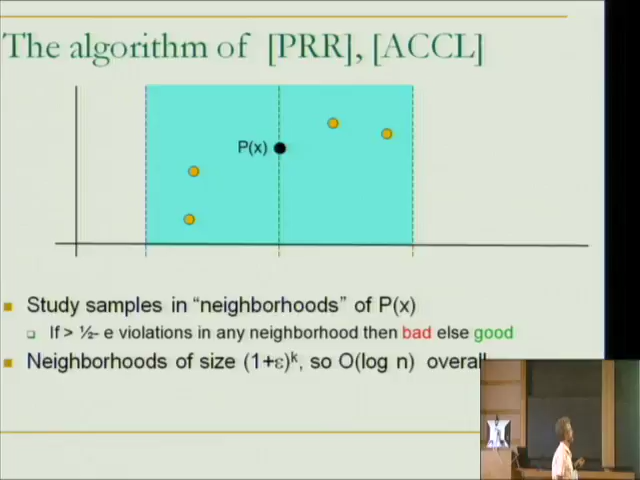 The algorithm of [PRR], [ACCL]
P(x)
Study samples in “neighborhoods” of P(x)
If > ½- e violations in any neighborhood then bad else good
Neighborhoods of size (1+ε)ᵏ, so O(log n) overall